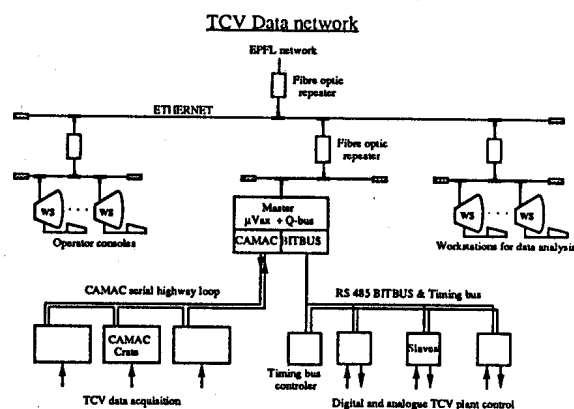 TCV Data network
EPFL network
Fibre optic
repeater
ETHERNET
Fibre optic
repeater
WS
WS
Operator consoles
Master
µVax + Q-bus
CAMAC
BITBUS
WS
WS
Workstations for data analysis
CAMAC serial highway loop
RS 485 BITBUS & Timing bus
CAMAC
Crats
Slaves
Timing bus
controler
TCV data acquisition
Digital and analogue TCV plant control